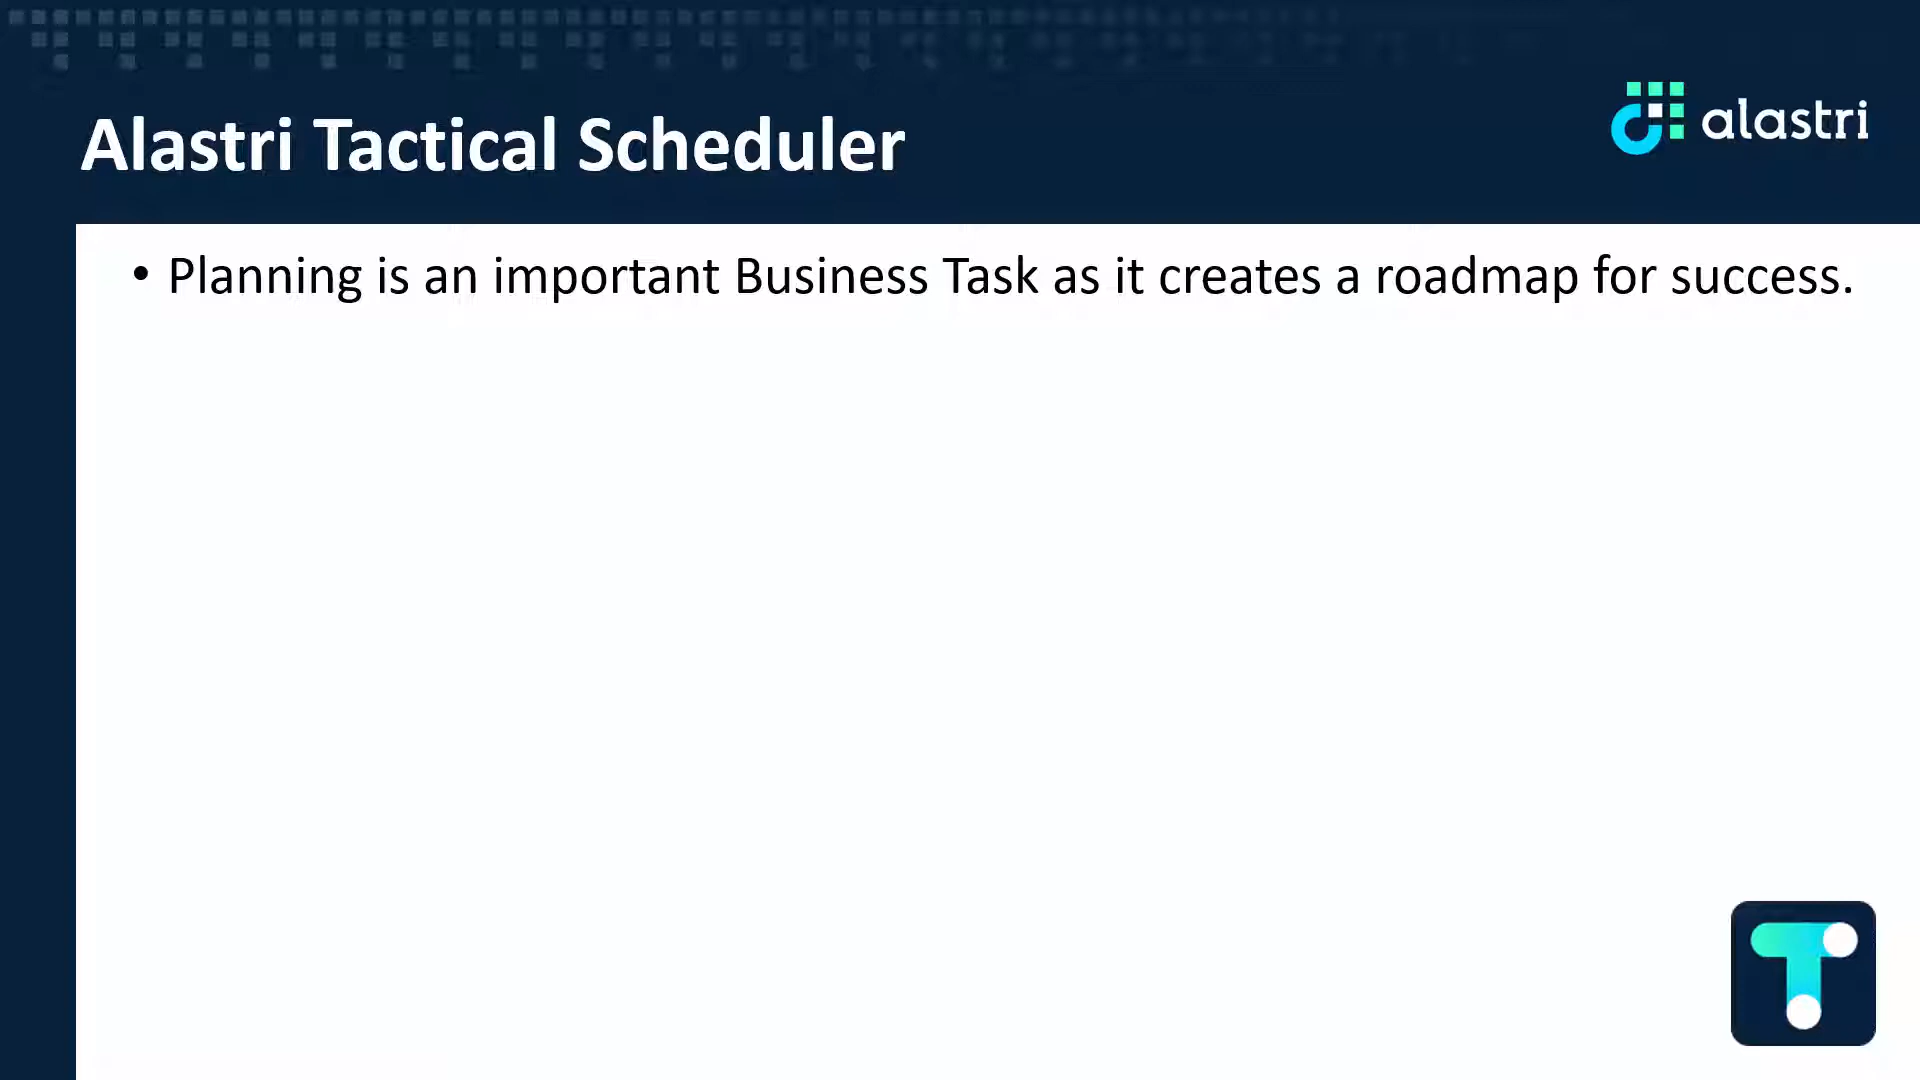 Alastri Tactical Scheduler
alastri
• Planning is an important Business Task as it creates a roadmap for success.
T